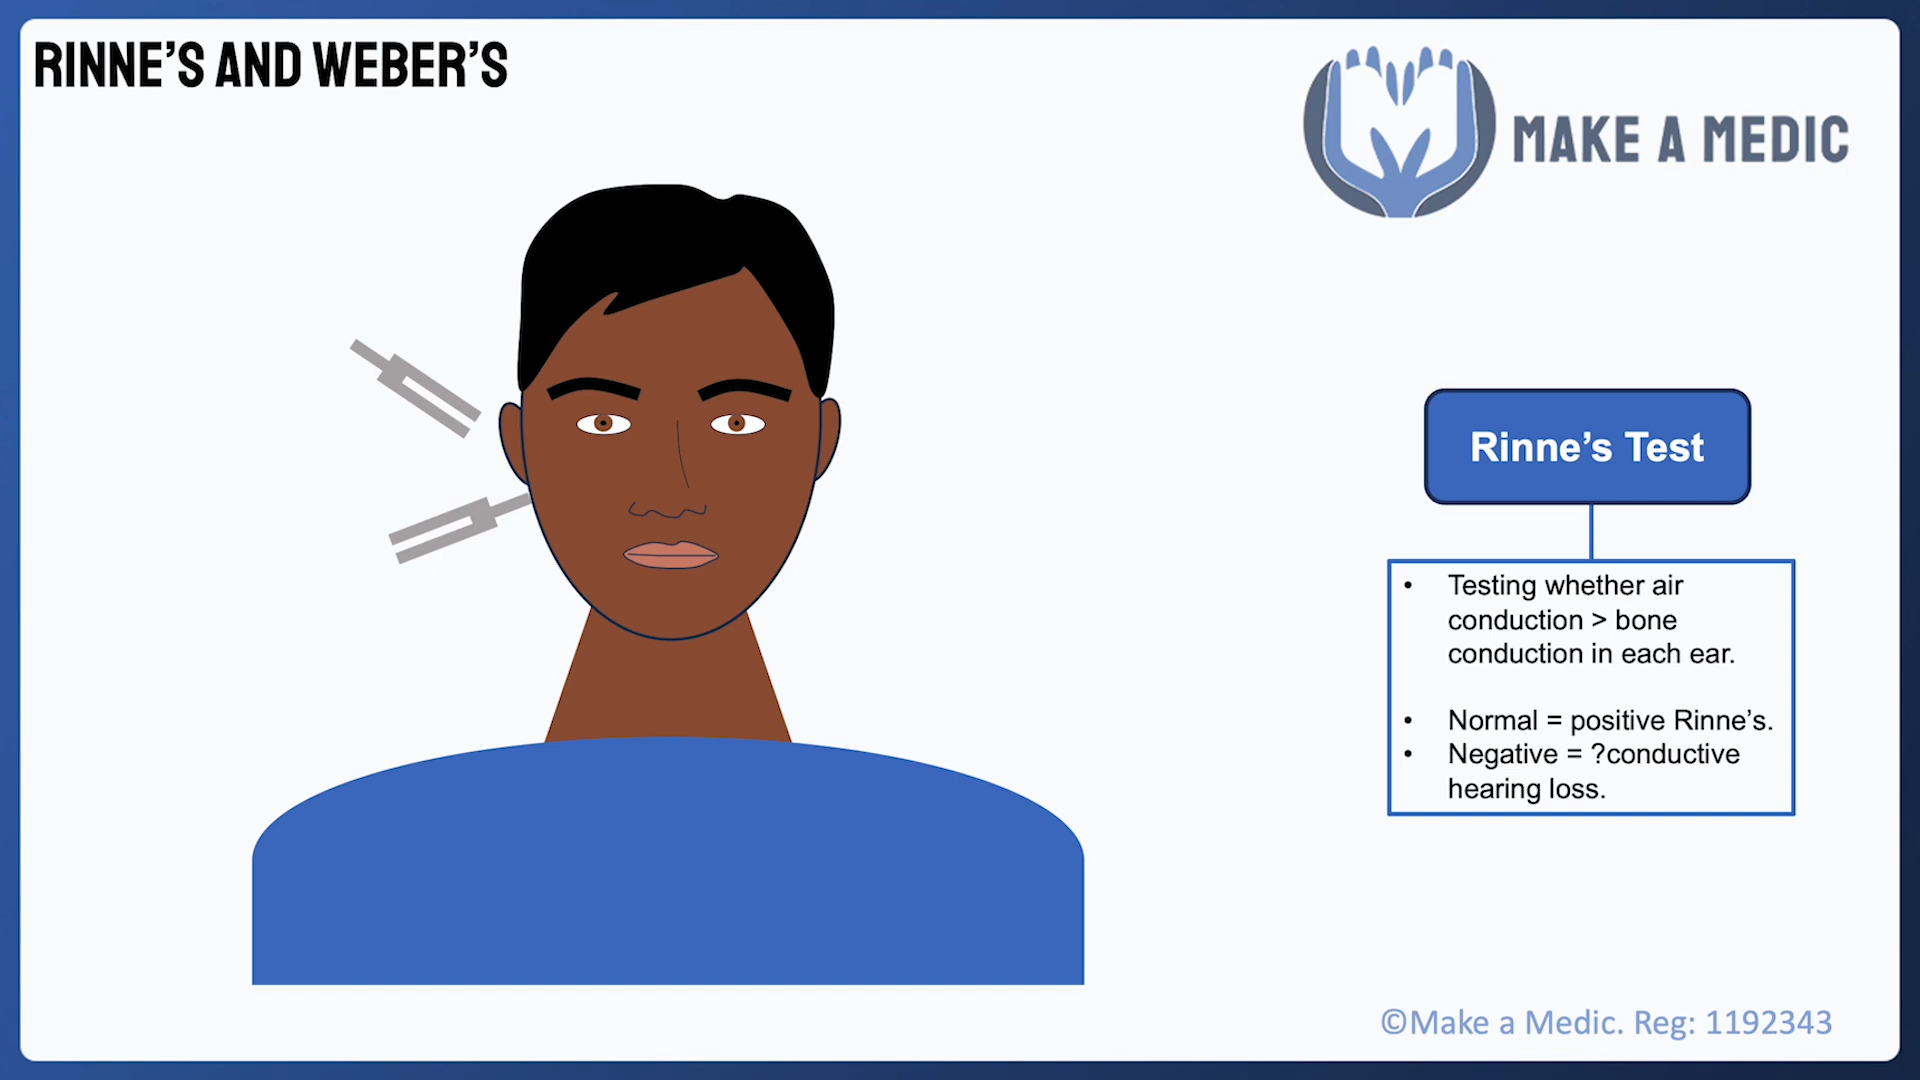 RINNE’S AND WEBER’S
MAKE A MEDIC
Rinne’s Test
• Testing whether air
conduction > bone
conduction in each ear.
• Normal = positive Rinne’s.
• Negative = ?conductive
hearing loss.
©Make a Medic. Reg: 1192343